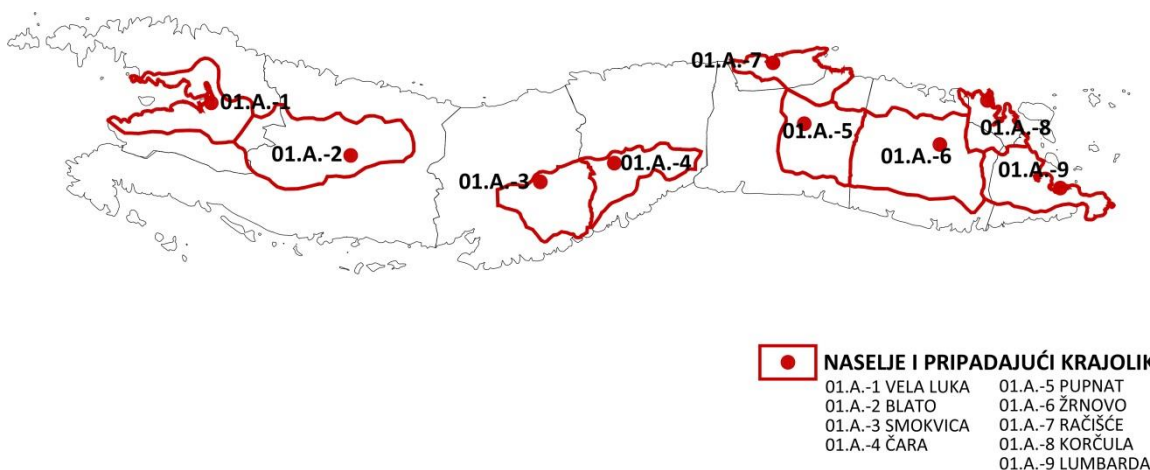 01.A.-7
01.A.-1
01.A.-5
01.A.-8
01.A.-2
01.A.-6
01.A.-4
01.A.-3
01.A.-9
NASELJE I PRIPADAJUĆI KRAJOLIK
01.A.-1 VELA LUKA
01.A.-2 BLATO
01.A.-3 SMOKVICA
01.A.-4 ČARA
01.A.-5 PUPNAT
01.A.-6 ŽRNOVO
01.A.-7 RAČIŠĆE
01.A.-8 KORČULA
01.A.-9 LUMBARDA